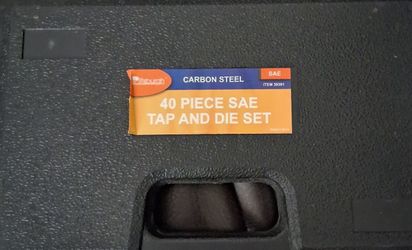 Pittsburgh
CARBON STEEL
SAE
ITEM 39391
40 PIECE SAE
TAP AND DIE SET